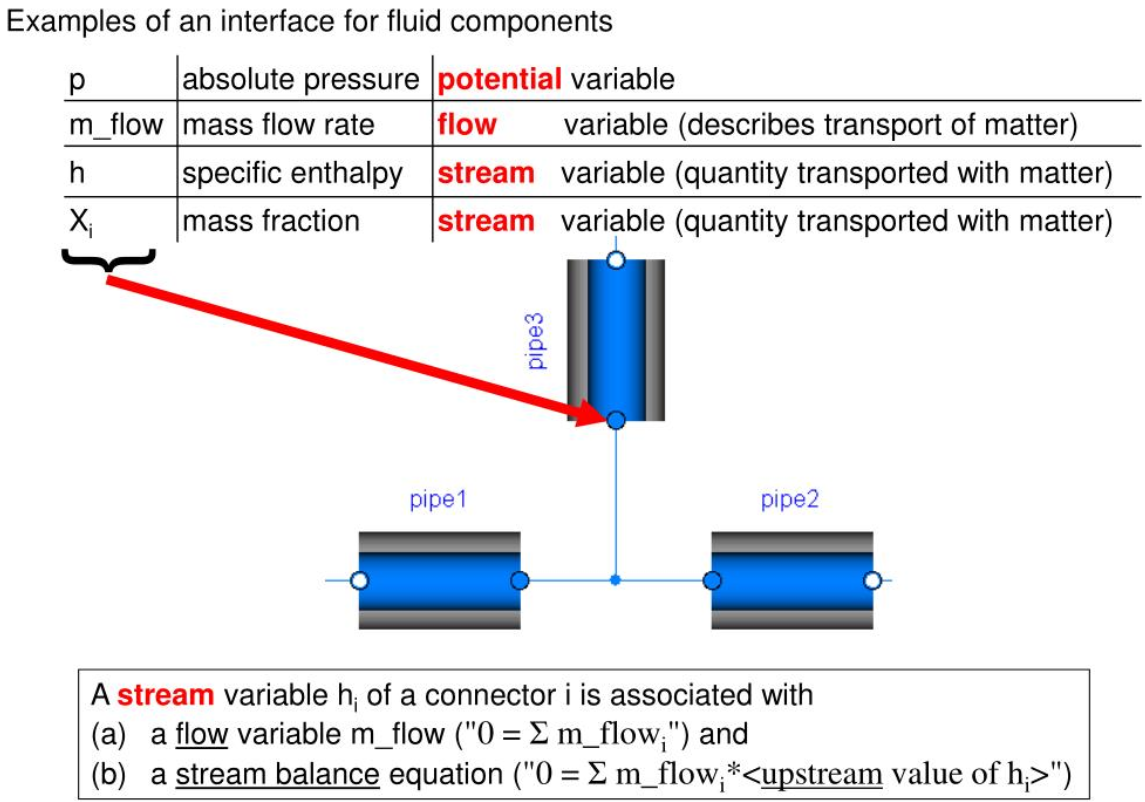 Examples of an interface for fluid components
p absolute pressure potential variable
m_flow mass flow rate flow variable (describes transport of matter)
h specific enthalpy stream variable (quantity transported with matter)
Xi mass fraction stream variable (quantity transported with matter)
pipe3
pipe1 pipe2
A stream variable hi of a connector i is associated with
(a) a flow variable m_flow ("0 = Σ m_flowi") and
(b) a stream balance equation ("0 = Σ m_flowi*<upstream value of hi>")